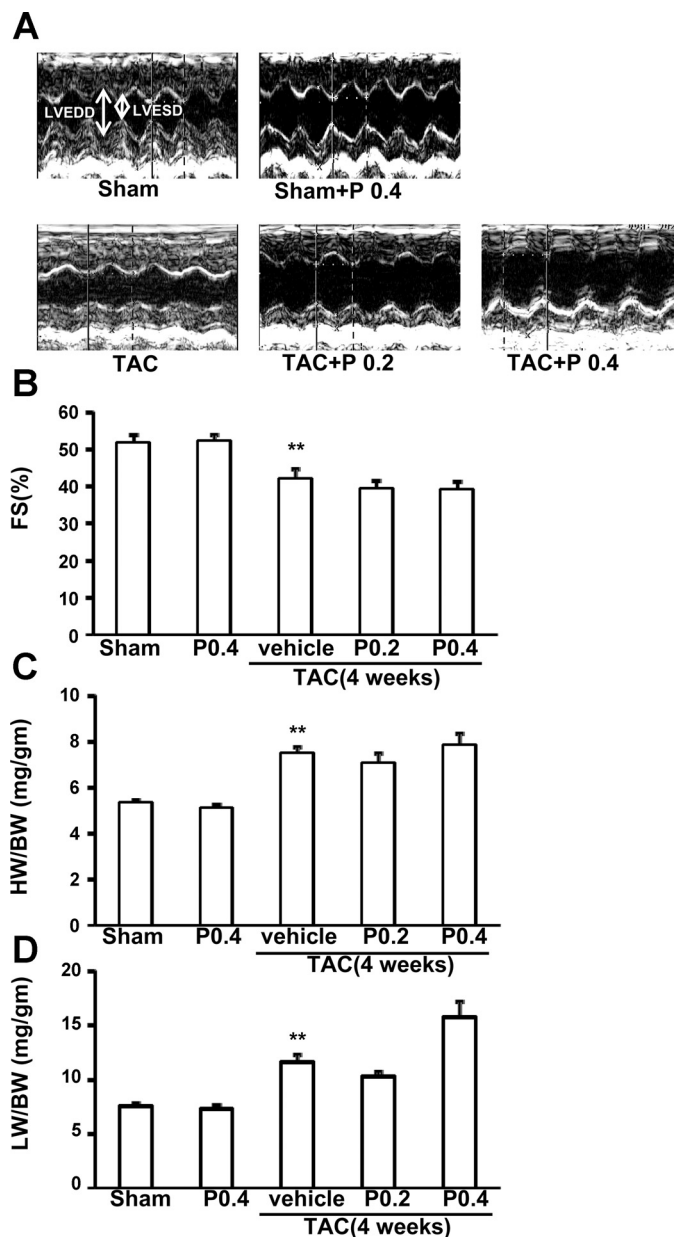 A
LVEDD LVESD
Sham Sham+P 0.4
TAC TAC+P 0.2 TAC+P 0.4
B
FS(%)
60
50
40
30
20
10
0
**
Sham P0.4 vehicle P0.2 P0.4
TAC(4 weeks)
C
HW/BW (mg/gm)
10
8
6
4
2
0
**
Sham P0.4 vehicle P0.2 P0.4
TAC(4 weeks)
D
LW/BW (mg/gm)
20
15
10
5
0
**
Sham P0.4 vehicle P0.2 P0.4
TAC(4 weeks)